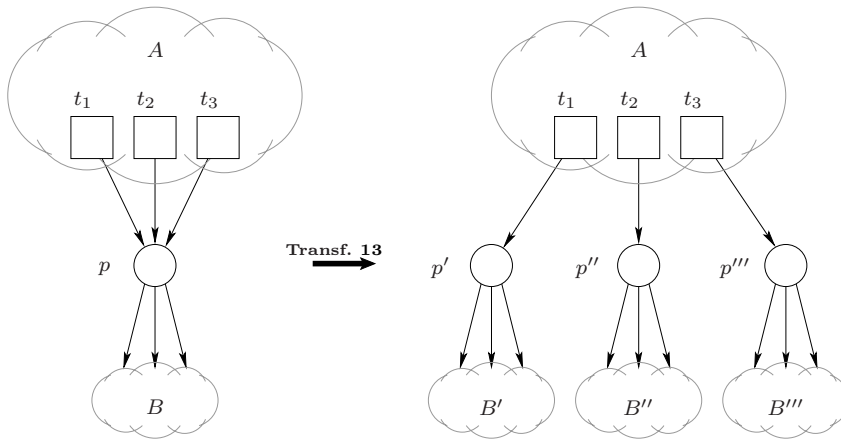 A A
t₁ t₂ t₃ t₁ t₂ t₃
Transf. 13
p p′ p″ p‴
B B′ B″ B‴